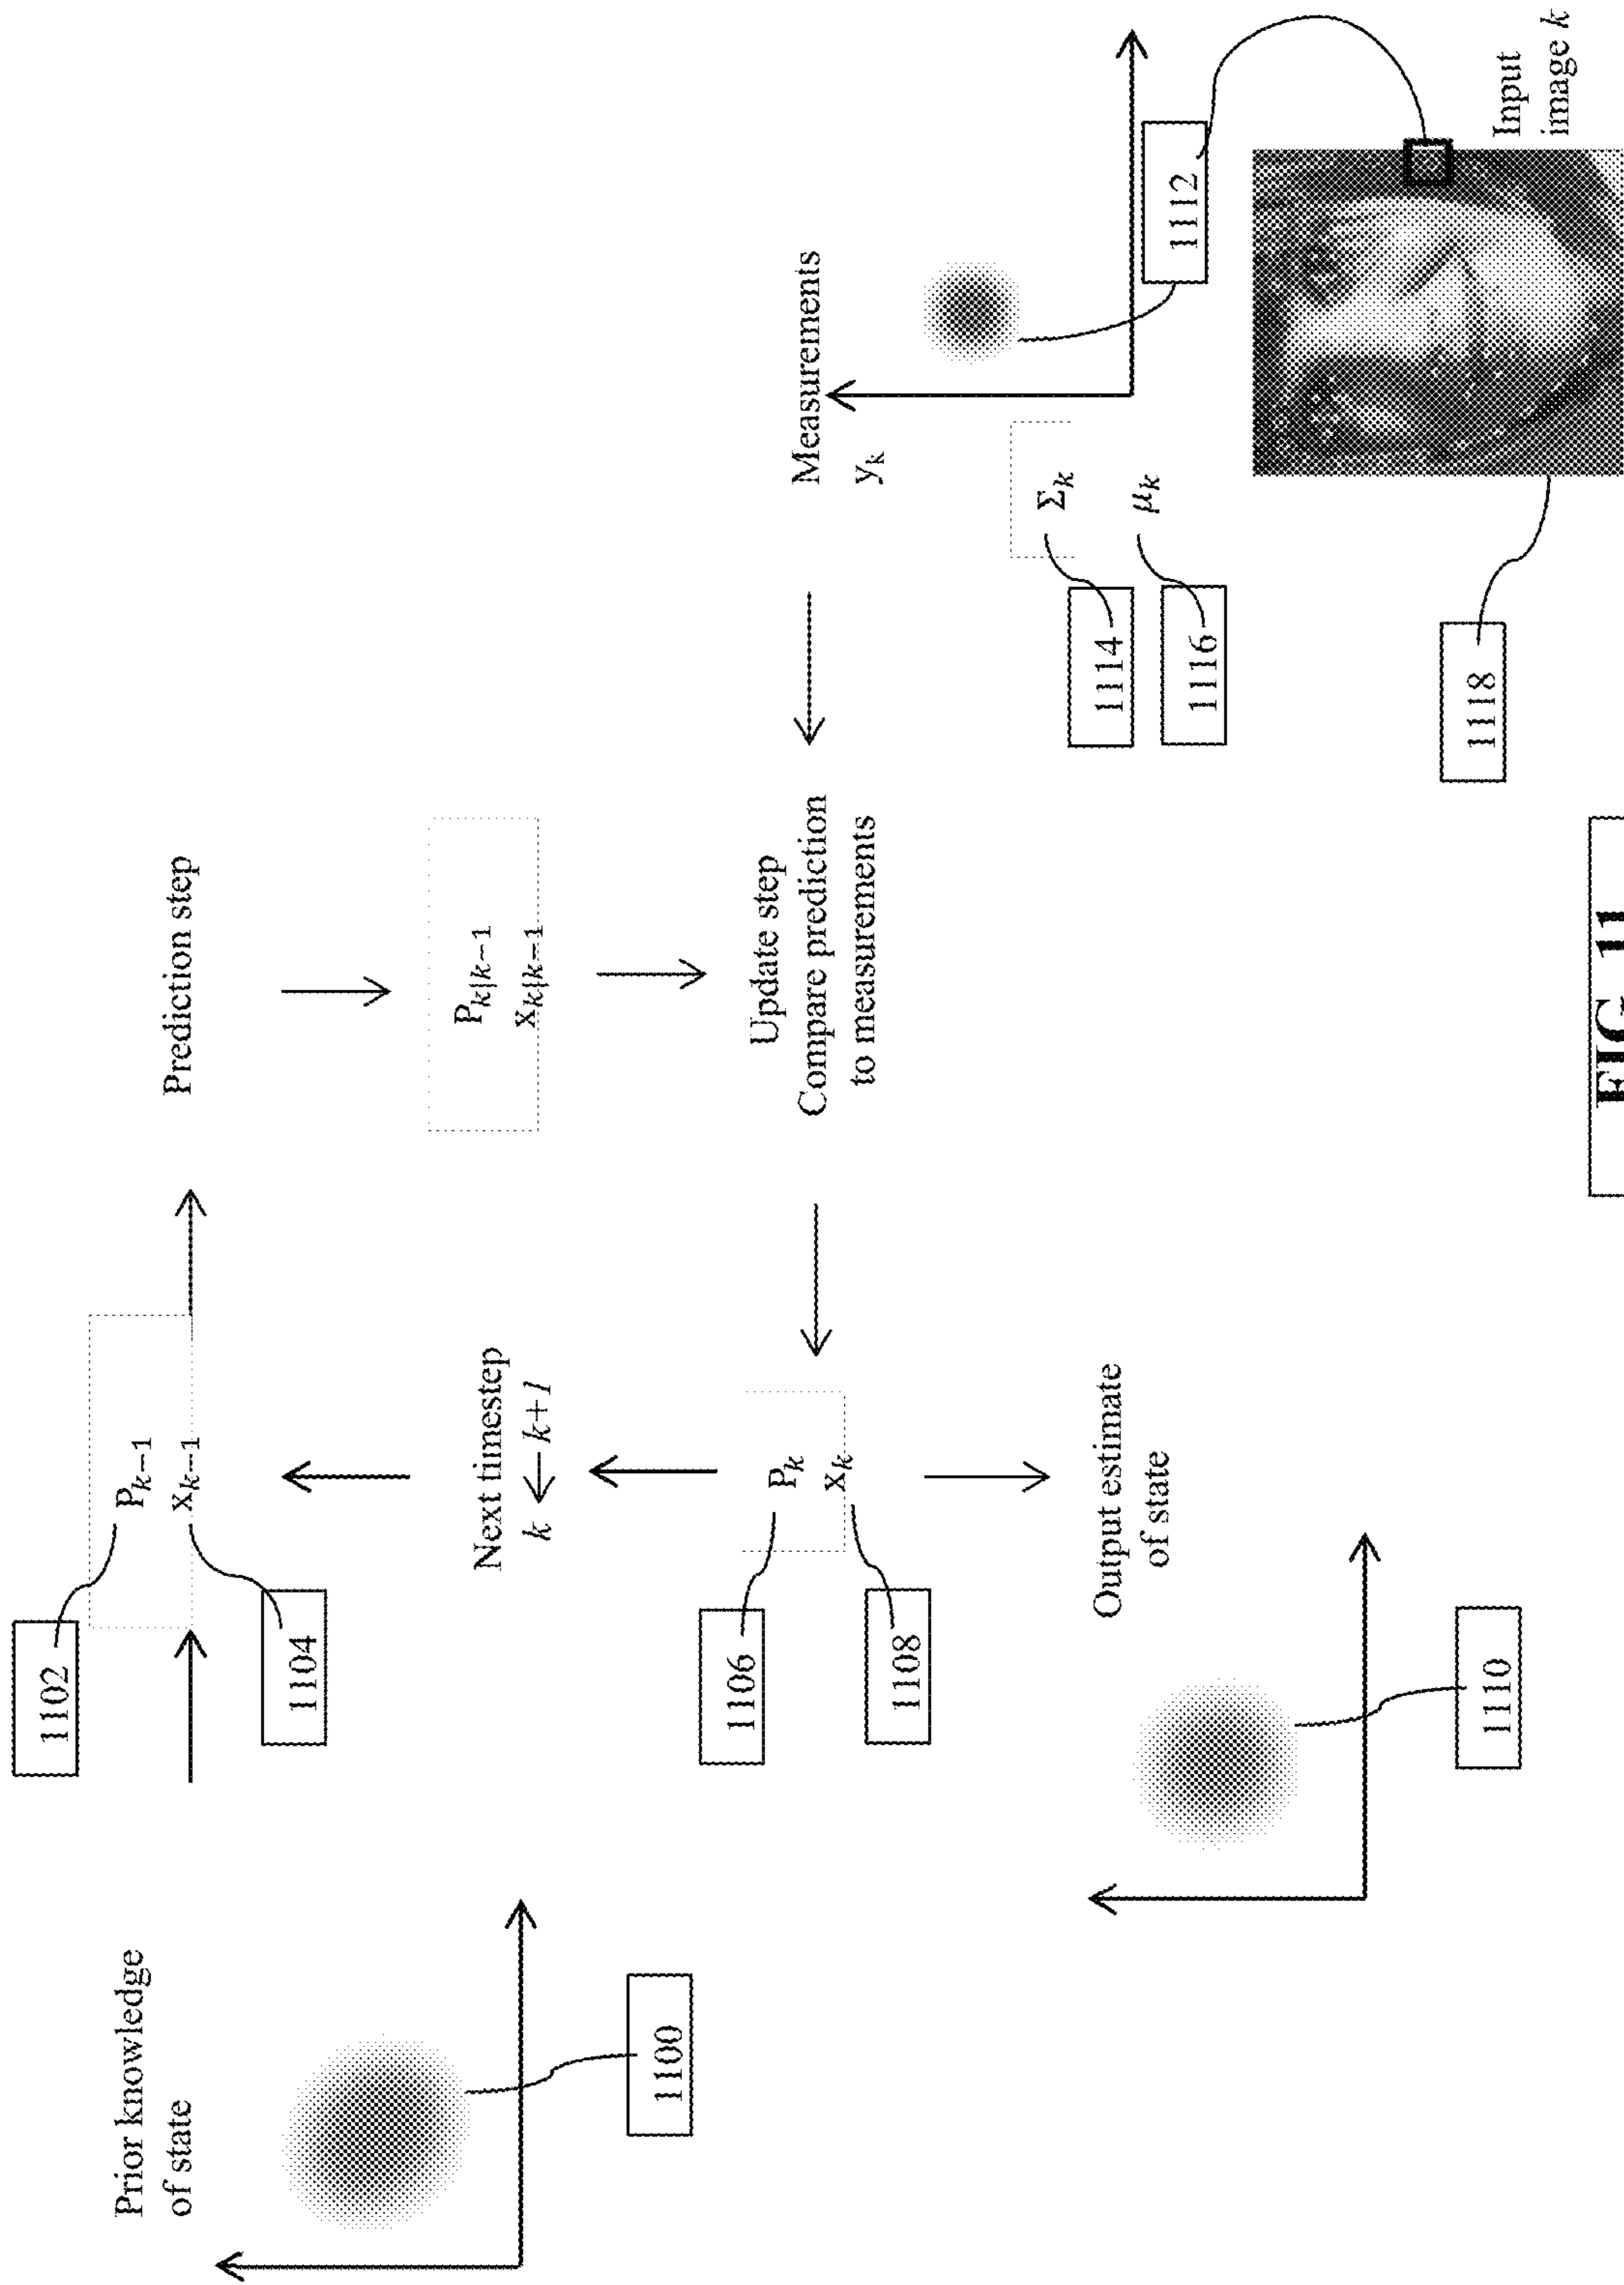 Prior knowledge
of state
1100
1102
P_{k−1}
x_{k−1}
1104
Prediction step
P_{k|k−1}
x_{k|k−1}
Next timestep
k ← k+1
1106
P_k
x_k
1108
Update step
Compare prediction
to measurements
Measurements
y_k
Σ_k
1114
μ_k
1116
1112
Output estimate
of state
1110
1118
Input
image k
FIG 11